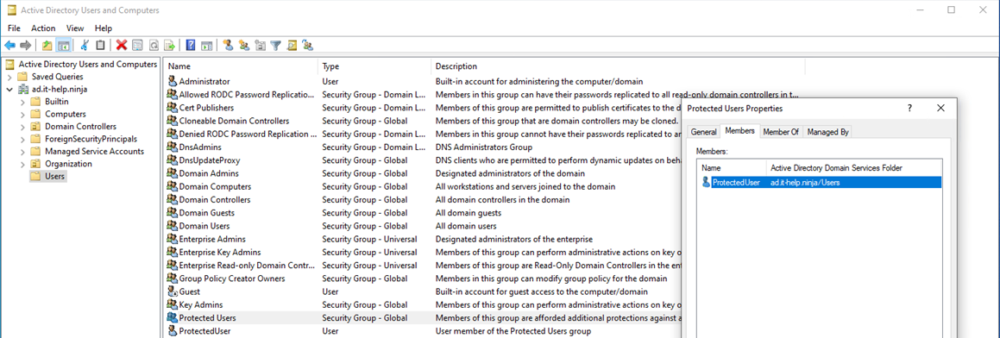 Active Directory Users and Computers
File Action View Help
Active Directory Users and Computers
Saved Queries
ad.it-help.ninja
Builtin
Computers
Domain Controllers
ForeignSecurityPrincipals
Managed Service Accounts
Organization
Users
Name Type Description
Administrator User Built-in account for administering the computer/domain
Allowed RODC Password Replication... Security Group - Domain L... Members in this group can have their passwords replicated to all read-only domain controllers in t...
Cert Publishers Security Group - Domain L... Members of this group are permitted to publish certificates to the d
Cloneable Domain Controllers Security Group - Global Members of this group that are domain controllers may be cloned.
Denied RODC Password Replication ... Security Group - Domain L... Members in this group cannot have their passwords replicated to an
DnsAdmins Security Group - Domain L... DNS Administrators Group
DnsUpdateProxy Security Group - Global DNS clients who are permitted to perform dynamic updates on beha
Domain Admins Security Group - Global Designated administrators of the domain
Domain Computers Security Group - Global All workstations and servers joined to the domain
Domain Controllers Security Group - Global All domain controllers in the domain
Domain Guests Security Group - Global All domain guests
Domain Users Security Group - Global All domain users
Enterprise Admins Security Group - Universal Designated administrators of the enterprise
Enterprise Key Admins Security Group - Universal Members of this group can perform administrative actions on key o
Enterprise Read-only Domain Contr... Security Group - Universal Members of this group are Read-Only Domain Controllers in the ent
Group Policy Creator Owners Security Group - Global Members in this group can modify group policy for the domain
Guest User Built-in account for guest access to the computer/domain
Key Admins Security Group - Global Members of this group can perform administrative actions on key o
Protected Users Security Group - Global Members of this group are afforded additional protections against a
ProtectedUser User User member of the Protected Users group
Protected Users Properties ?
General Members Member Of Managed By
Members:
Name Active Directory Domain Services Folder
ProtectedUser ad.it-help.ninja/Users